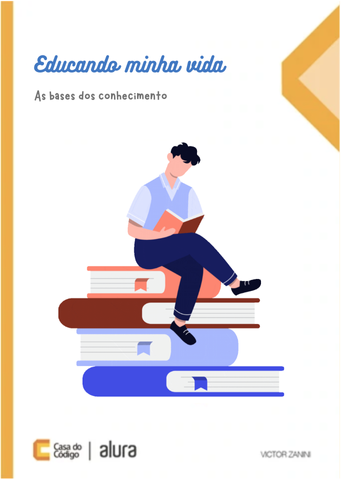 Educando minha vida
As bases dos conhecimento
Casa do
Código
alura
VICTOR ZANINI